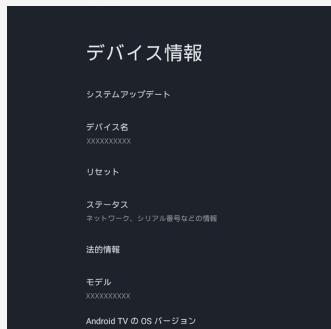 デバイス情報
システムアップデート
デバイス名
XXXXXXXXXX
リセット
ステータス
ネットワーク、シリアル番号などの情報
法的情報
モデル
XXXXXXXXXX
Android TV の OS バージョン